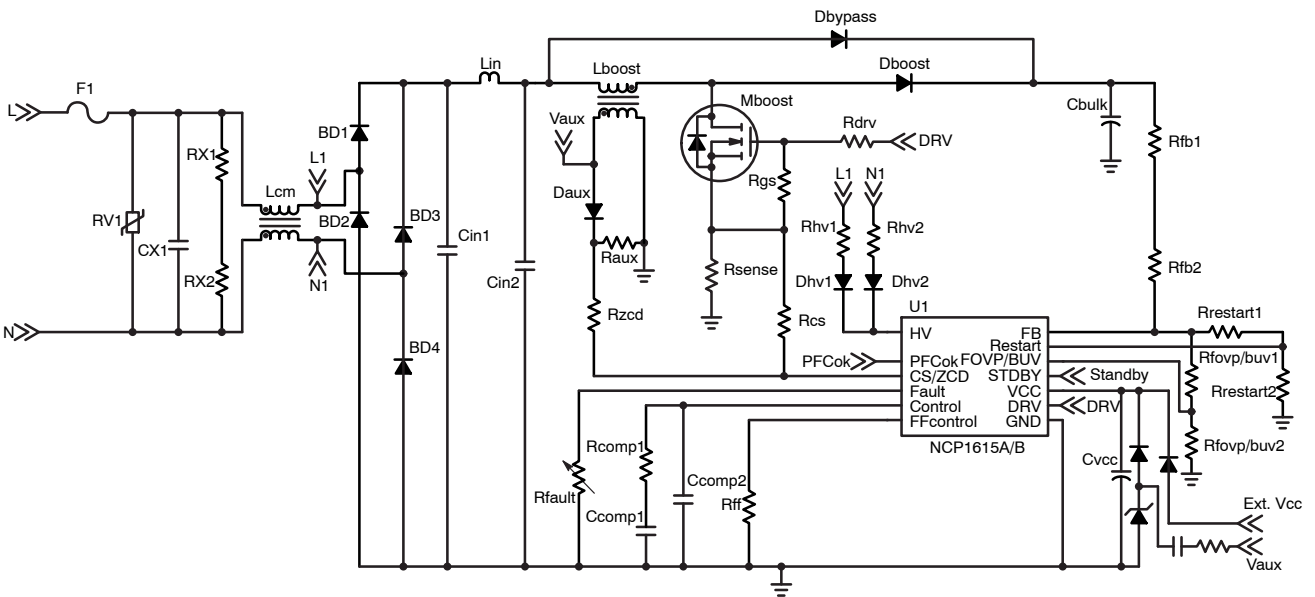 Dbypass
Lin
Lboost
Dboost
F1
L
Mboost
Cbulk
Vaux
Rdrv
DRV
Rfb1
BD1
RX1
L1
Lcm
Rgs
L1
N1
Daux
RV1
BD2
BD3
Rhv1
Rhv2
CX1
Cin1
Raux
Rsense
Rfb2
RX2
N1
Cin2
Dhv1
Dhv2
U1
Rzcd
Rcs
Rrestart1
N
HV
FB
Restart
BD4
PFCok
PFCok
FOVP/BUV
Rfovp/buv1
CS/ZCD
STDBY
Standby
Fault
VCC
Rrestart2
Control
DRV
DRV
FFcontrol
GND
NCP1615A/B
Rcomp1
Rfovp/buv2
Cvcc
Ccomp2
Rfault
Rff
Ccomp1
Ext. Vcc
Vaux